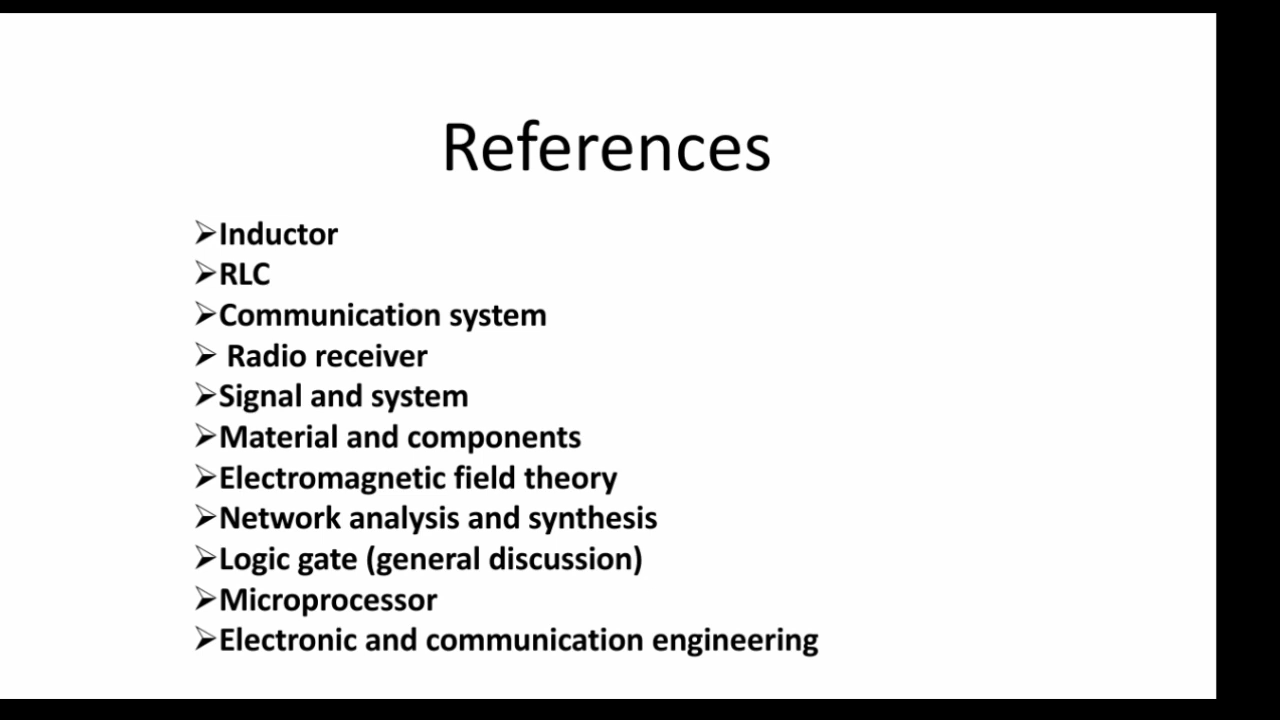 References
➢Inductor
➢RLC
➢Communication system
➢ Radio receiver
➢Signal and system
➢Material and components
➢Electromagnetic field theory
➢Network analysis and synthesis
➢Logic gate (general discussion)
➢Microprocessor
➢Electronic and communication engineering